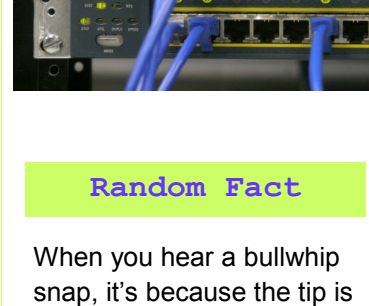 Random Fact
When you hear a bullwhip
snap, it's because the tip is